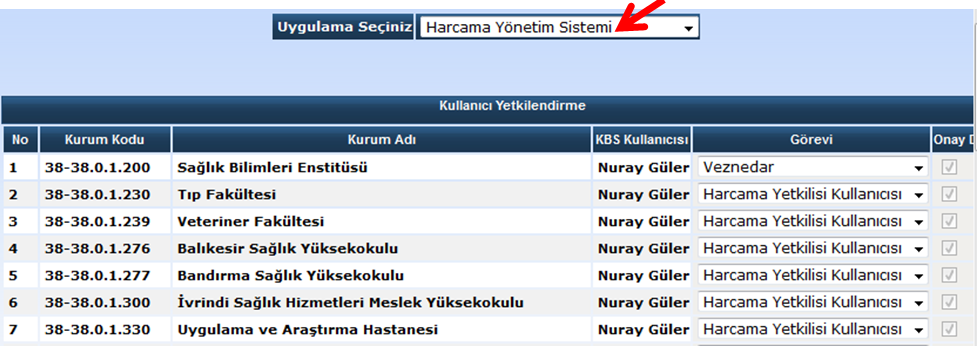 Uygulama Seçiniz Harcama Yönetim Sistemi
Kullanıcı Yetkilendirme
No Kurum Kodu Kurum Adı KBS Kullanıcısı Görevi Onay D
1 38-38.0.1.200 Sağlık Bilimleri Enstitüsü Nuray Güler Veznedar
2 38-38.0.1.230 Tıp Fakültesi Nuray Güler Harcama Yetkilisi Kullanıcısı
3 38-38.0.1.239 Veteriner Fakültesi Nuray Güler Harcama Yetkilisi Kullanıcısı
4 38-38.0.1.276 Balıkesir Sağlık Yüksekokulu Nuray Güler Harcama Yetkilisi Kullanıcısı
5 38-38.0.1.277 Bandırma Sağlık Yüksekokulu Nuray Güler Harcama Yetkilisi Kullanıcısı
6 38-38.0.1.300 İvrindi Sağlık Hizmetleri Meslek Yüksekokulu Nuray Güler Harcama Yetkilisi Kullanıcısı
7 38-38.0.1.330 Uygulama ve Araştırma Hastanesi Nuray Güler Harcama Yetkilisi Kullanıcısı